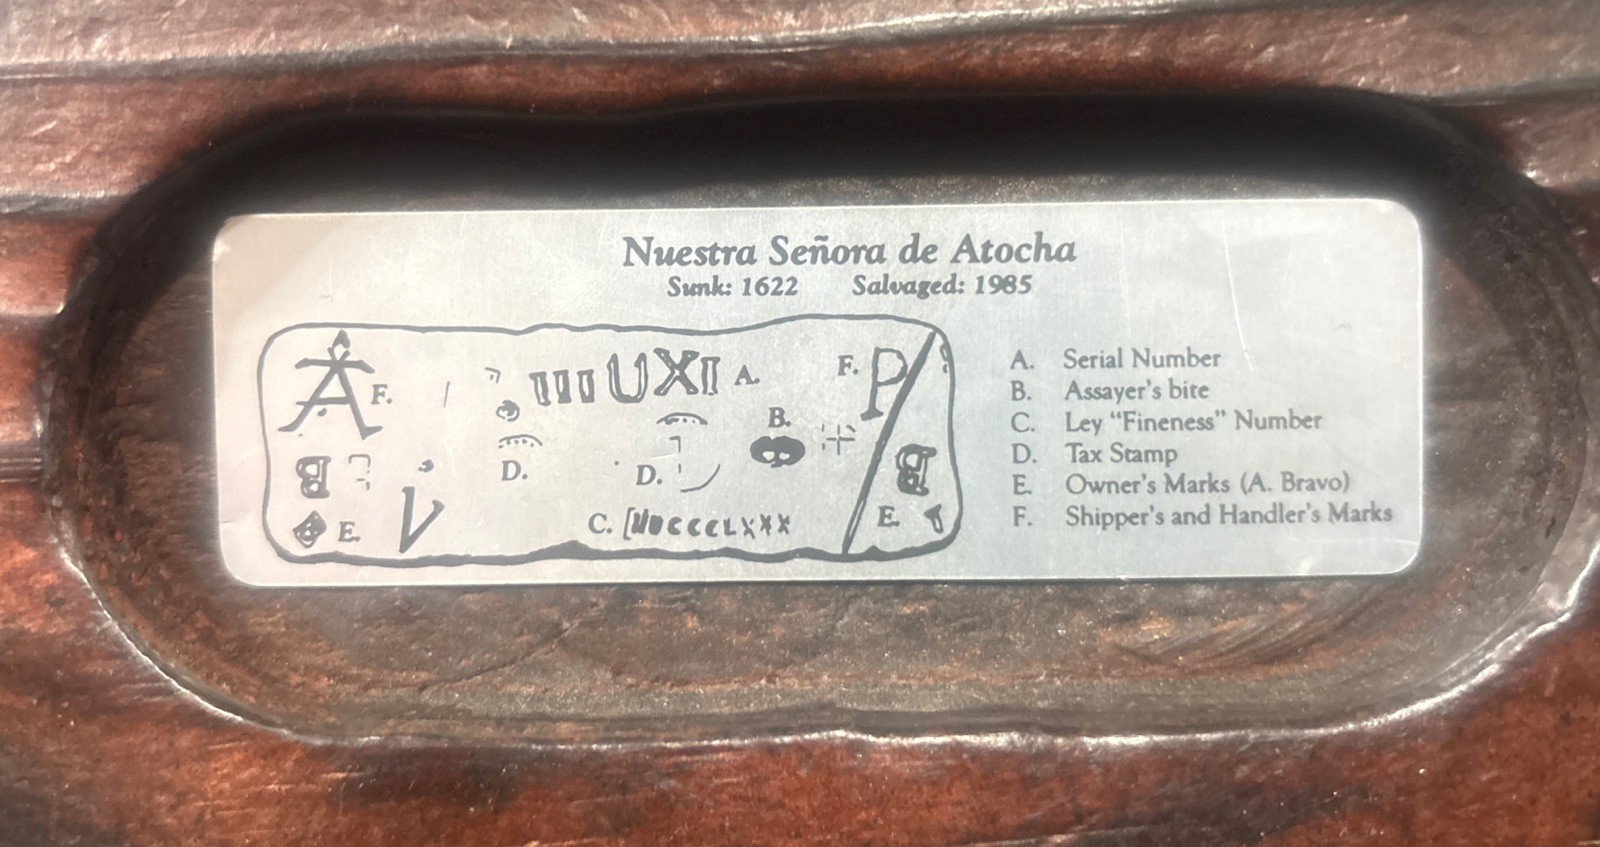 Nuestra Señora de Atocha
Sunk: 1622 Salvaged: 1985
IIIUXI A.
F.
F. P
B.
D.
D.
E. V
C.
E.
A. Serial Number
B. Assayer's bite
C. Ley “Fineness” Number
D. Tax Stamp
E. Owner's Marks (A. Bravo)
F. Shipper's and Handler's Marks